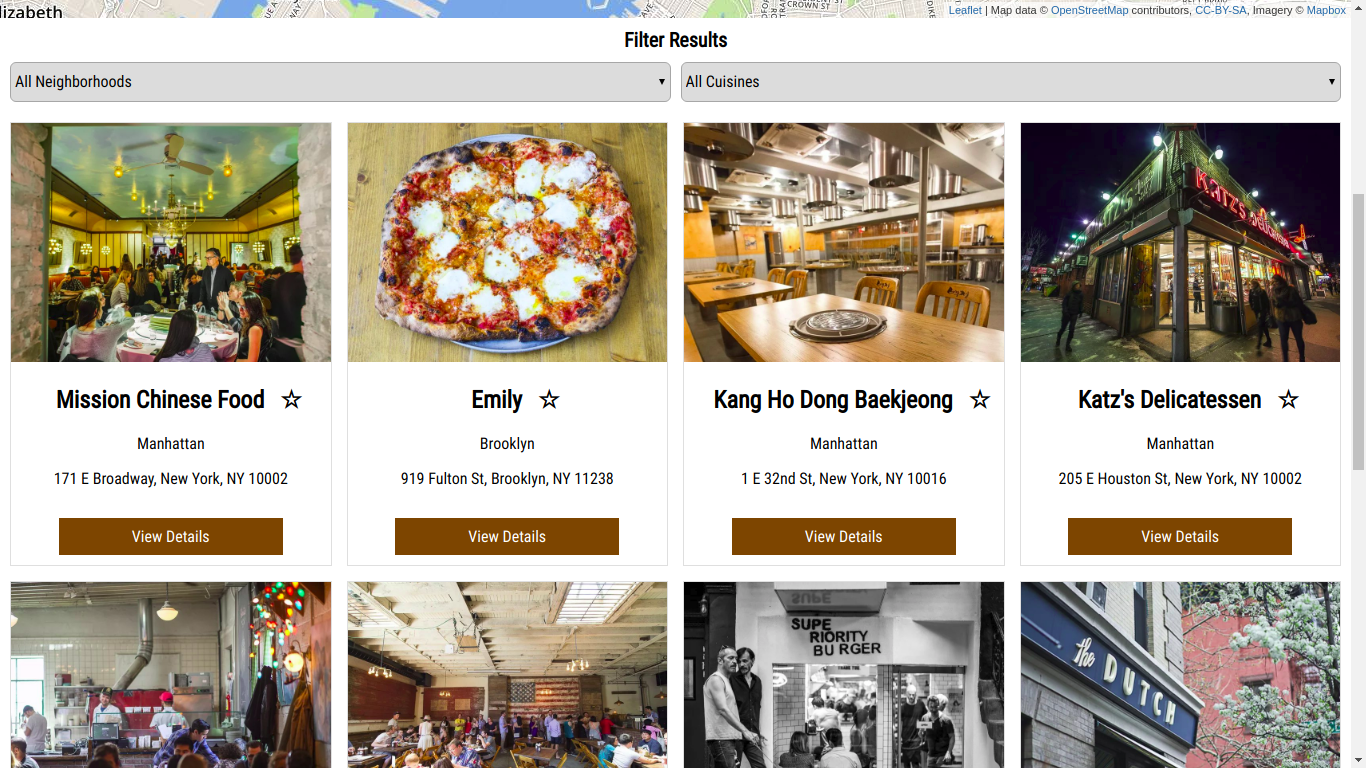 lizabeth
CROWN ST
Leaflet | Map data © OpenStreetMap contributors, CC-BY-SA, Imagery © Mapbox
Filter Results
All Neighborhoods
All Cuisines
KATZ'S DELICATESSEN
Mission Chinese Food ☆
Emily ☆
Kang Ho Dong Baekjeong ☆
Katz's Delicatessen ☆
Manhattan
Brooklyn
Manhattan
Manhattan
171 E Broadway, New York, NY 10002
919 Fulton St, Brooklyn, NY 11238
1 E 32nd St, New York, NY 10016
205 E Houston St, New York, NY 10002
View Details
View Details
View Details
View Details
SUPE
SUPE
RIORITY
BURGER
the DUTCH